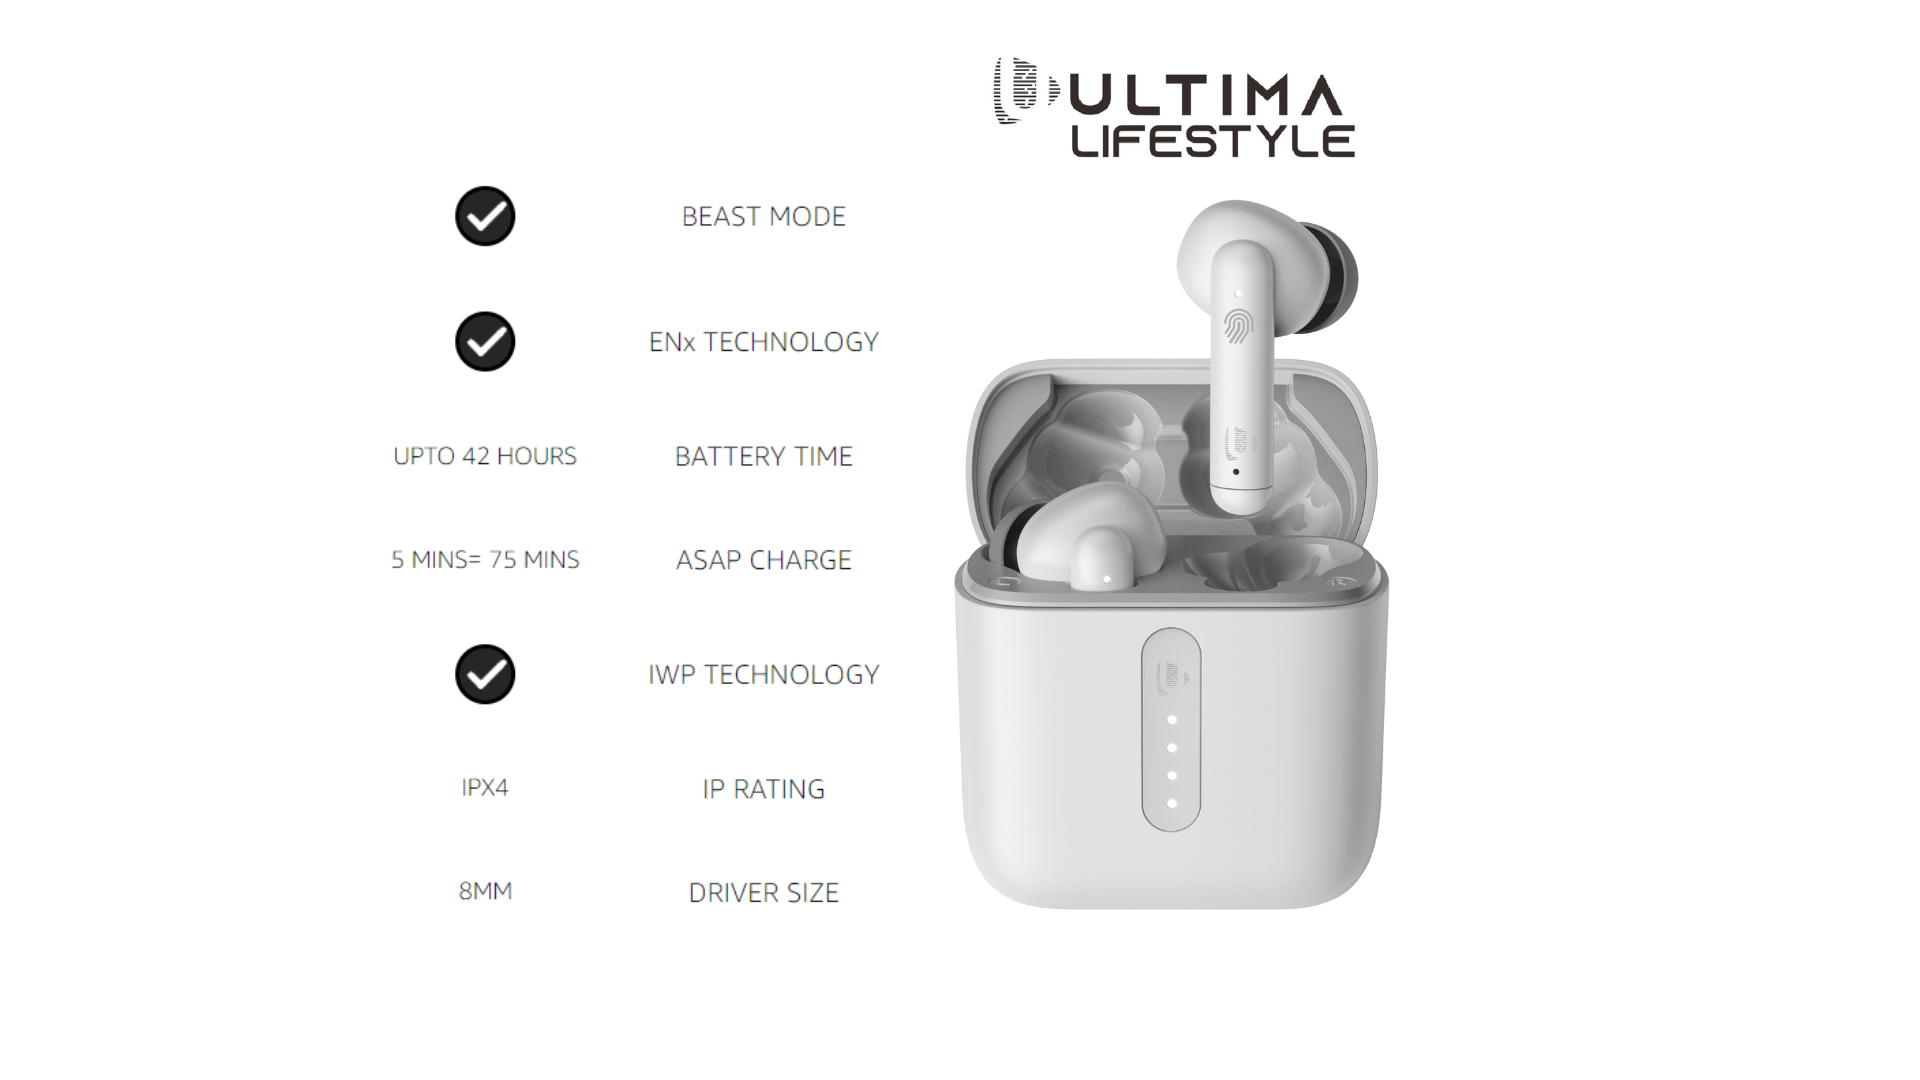 ULTIMA
LIFESTYLE
BEAST MODE
ENx TECHNOLOGY
UPTO 42 HOURS BATTERY TIME
5 MINS= 75 MINS ASAP CHARGE
IWP TECHNOLOGY
IPX4 IP RATING
8MM DRIVER SIZE